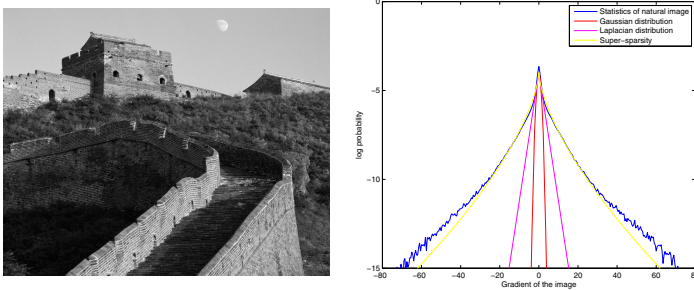 Statistics of natural image
Gaussian distribution
Laplacian distribution
Super-sparsity
0
-5
-10
-15
log probability
-80 -60 -40 -20 0 20 40 60 80
Gradient of the image